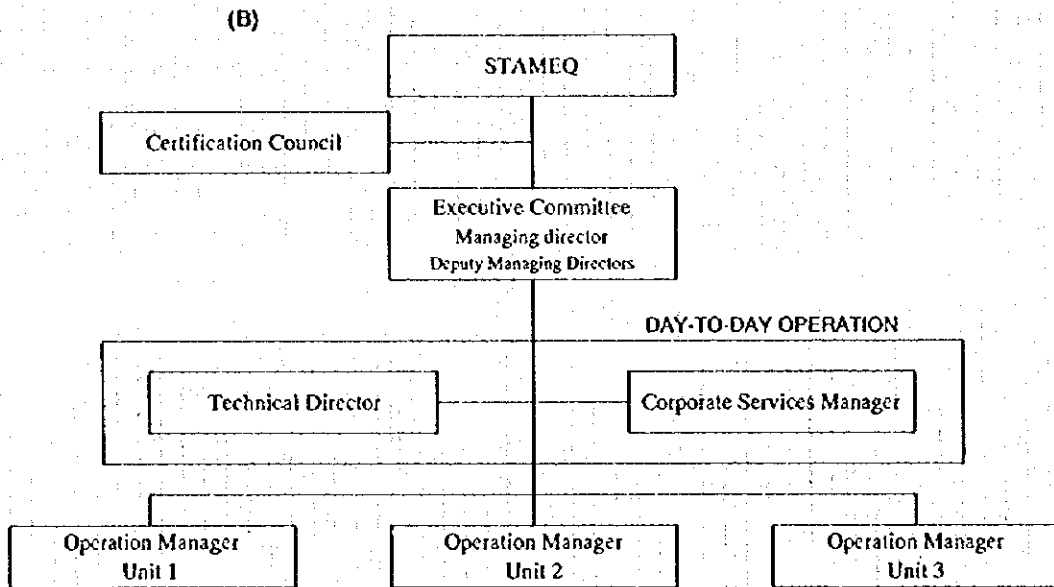 (B)
STAMEQ
Certification Council
Executive Committee
Managing director
Deputy Managing Directors
DAY-TO-DAY OPERATION
Technical Director
Corporate Services Manager
Operation Manager
Unit 1
Operation Manager
Unit 2
Operation Manager
Unit 3